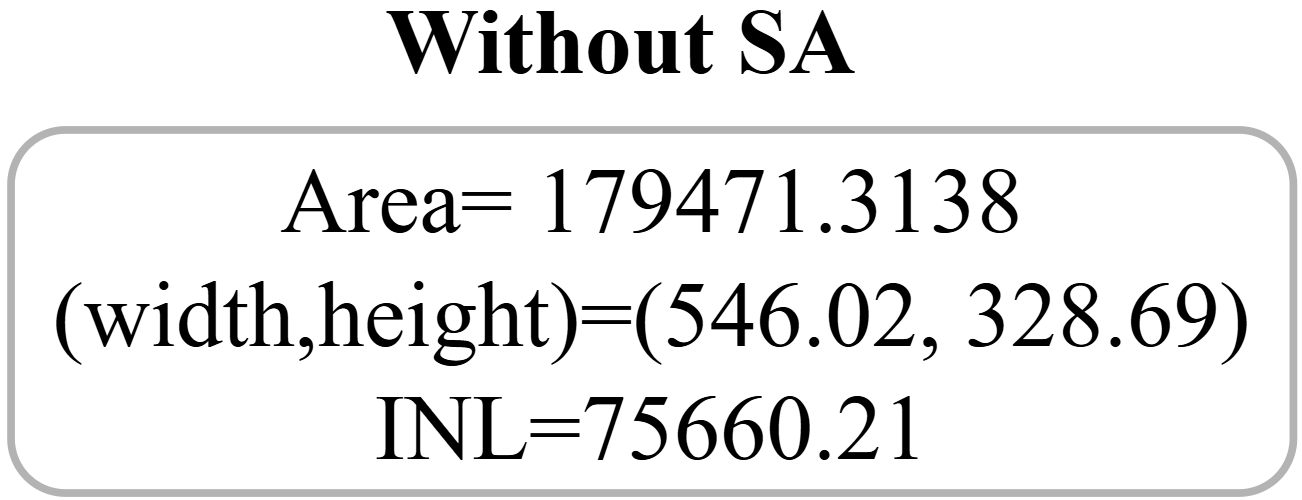 Without SA
Area= 179471.3138
(width,height)=(546.02, 328.69)
INL=75660.21